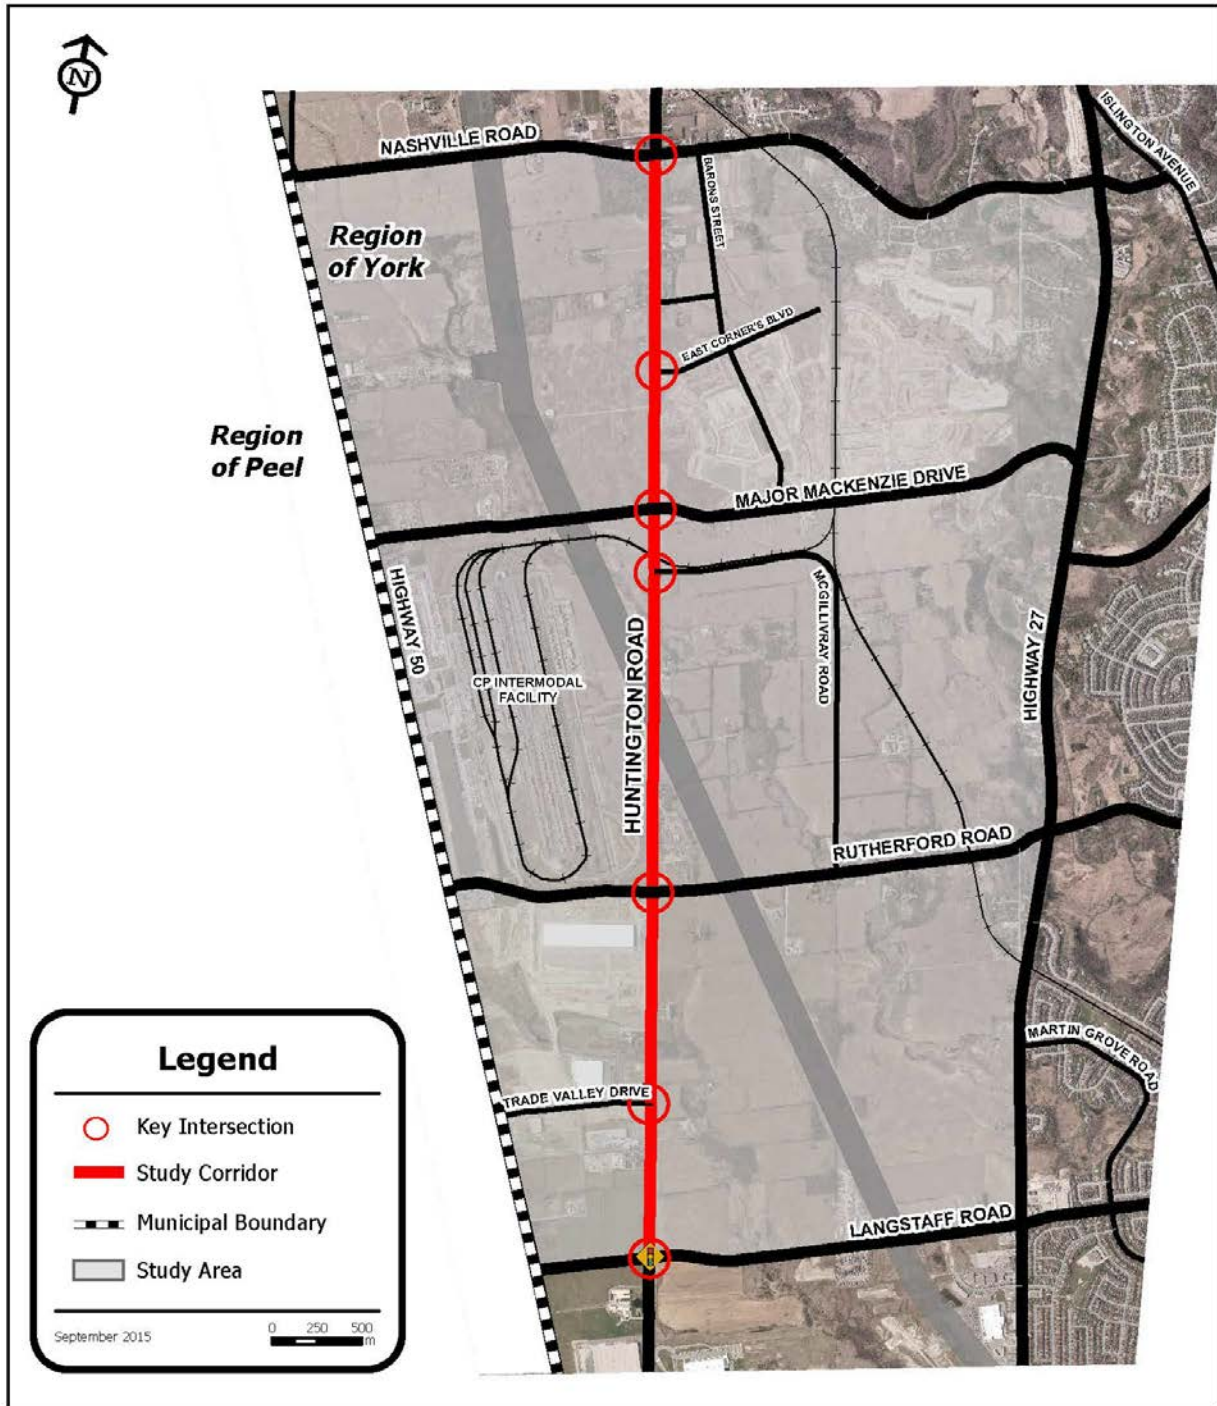 N
NASHVILLE ROAD
ISLINGTON AVENUE
BARONS STREET
Region
of York
EAST CORNER'S BLVD
Region
of Peel
MAJOR MACKENZIE DRIVE
HIGHWAY 50
MCGILLIVRAY ROAD
HUNTINGTON ROAD
HIGHWAY 27
CP INTERMODAL
FACILITY
RUTHERFORD ROAD
MARTIN GROVE ROAD
TRADE VALLEY DRIVE
LANGSTAFF ROAD
Legend
Key Intersection
Study Corridor
Municipal Boundary
Study Area
September 2015
0 250 500
m